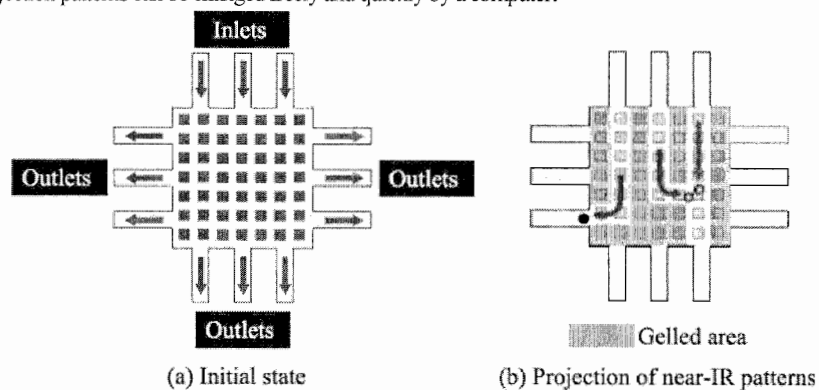 Inlets
Outlets
Outlets
Outlets
Gelled area
(a) Initial state
(b) Projection of near-IR patterns